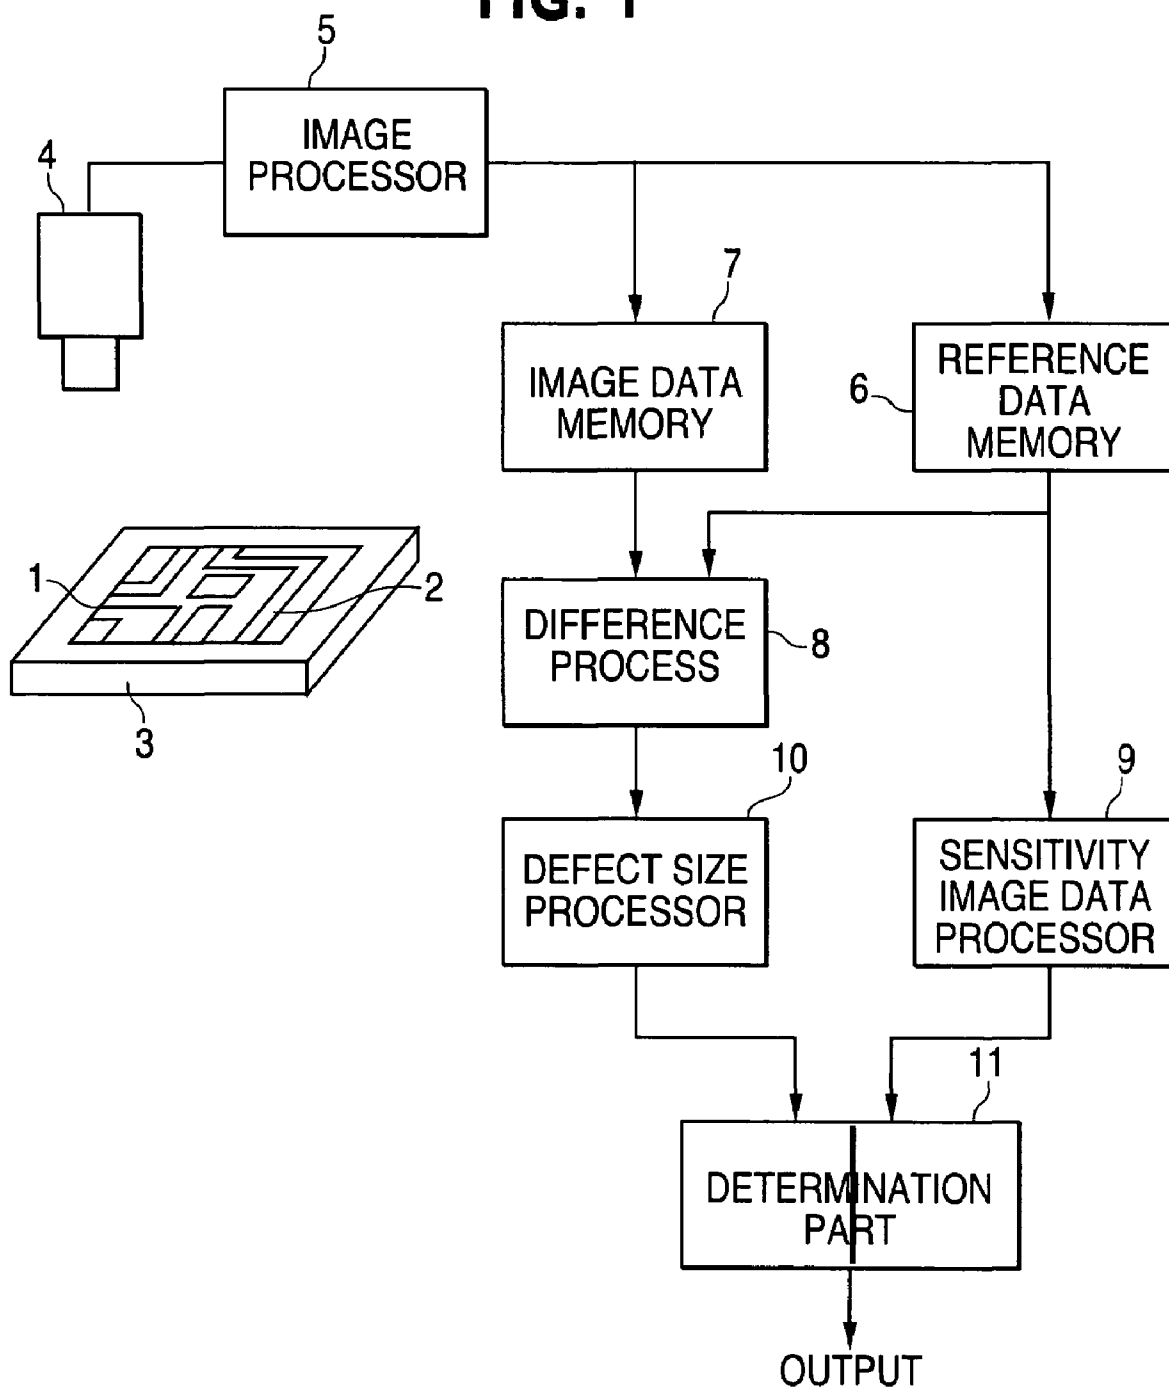 FIG. 1
5
IMAGE
PROCESSOR
4
7
IMAGE DATA
MEMORY
6
REFERENCE
DATA
MEMORY
1
2
3
DIFFERENCE
PROCESS
8
10
DEFECT SIZE
PROCESSOR
9
SENSITIVITY
IMAGE DATA
PROCESSOR
11
DETERMINATION
PART
OUTPUT